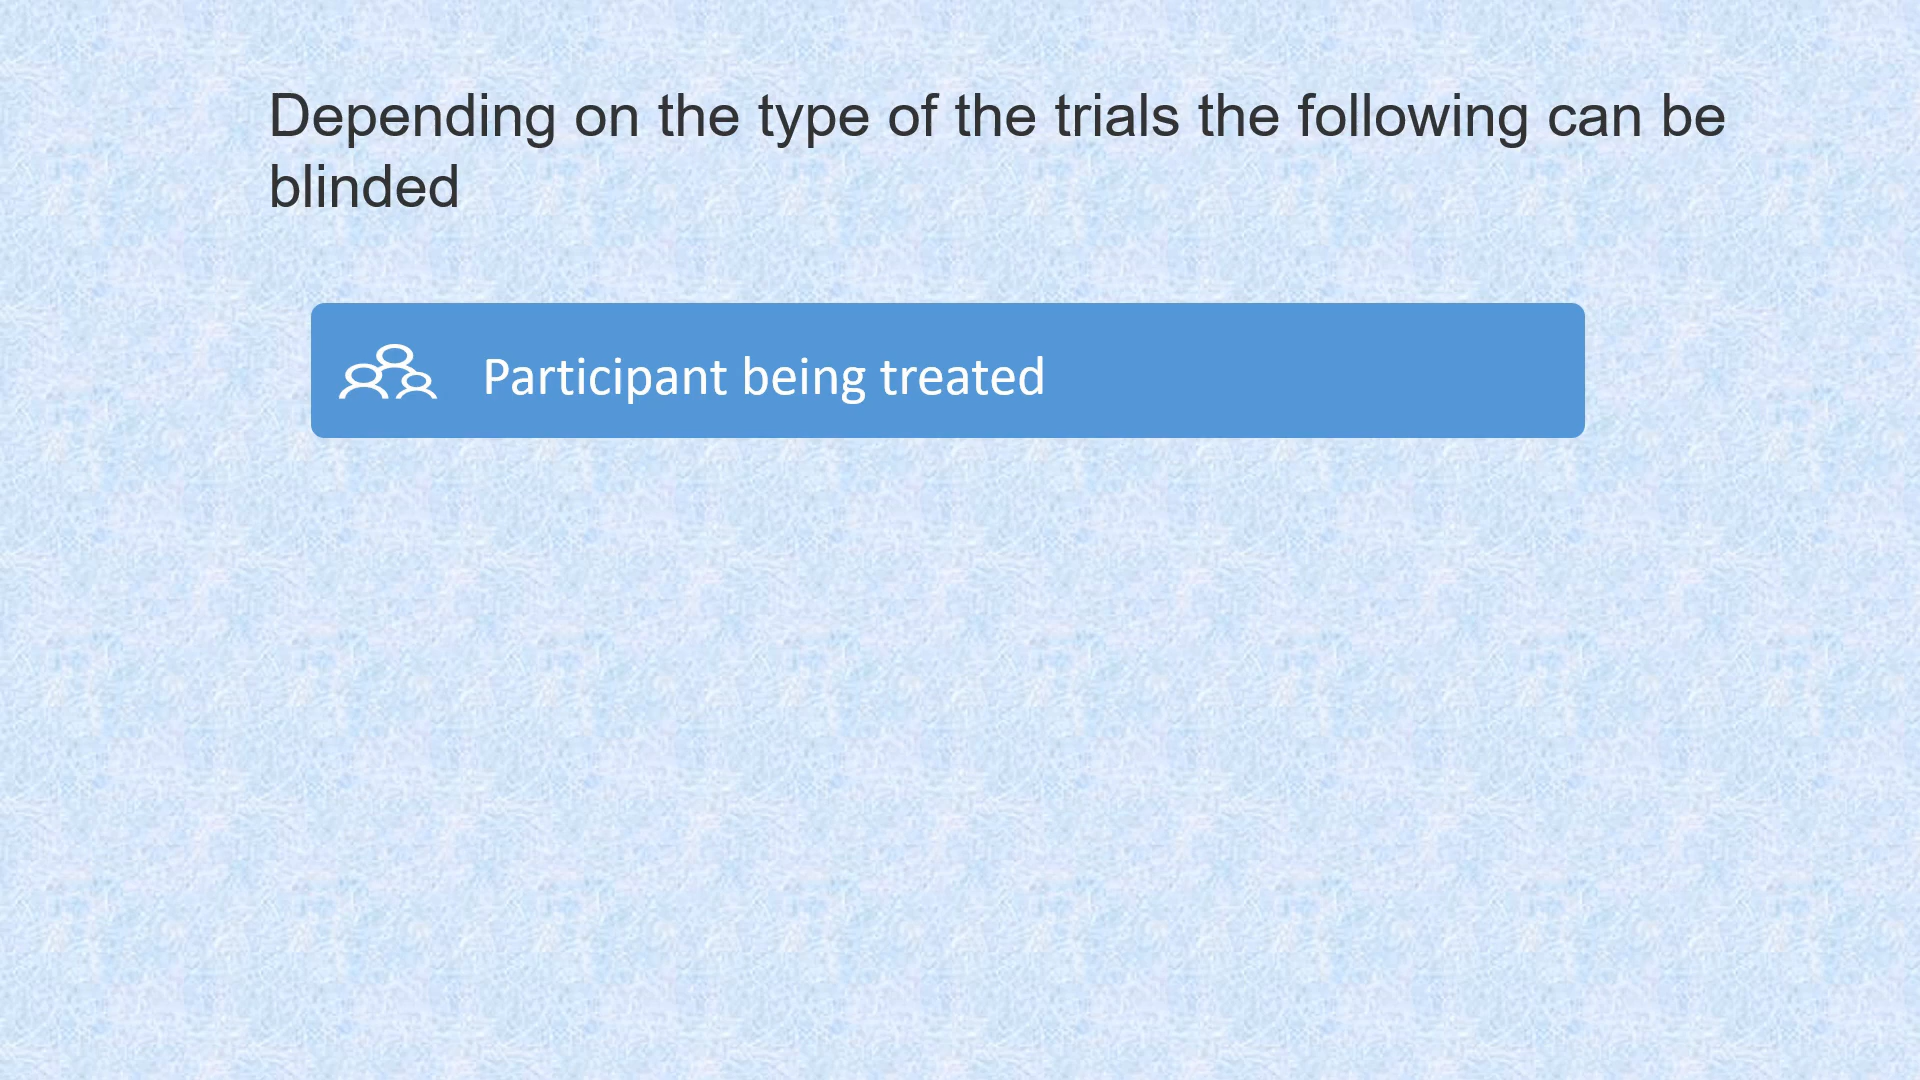 Depending on the type of the trials the following can be
blinded
Participant being treated